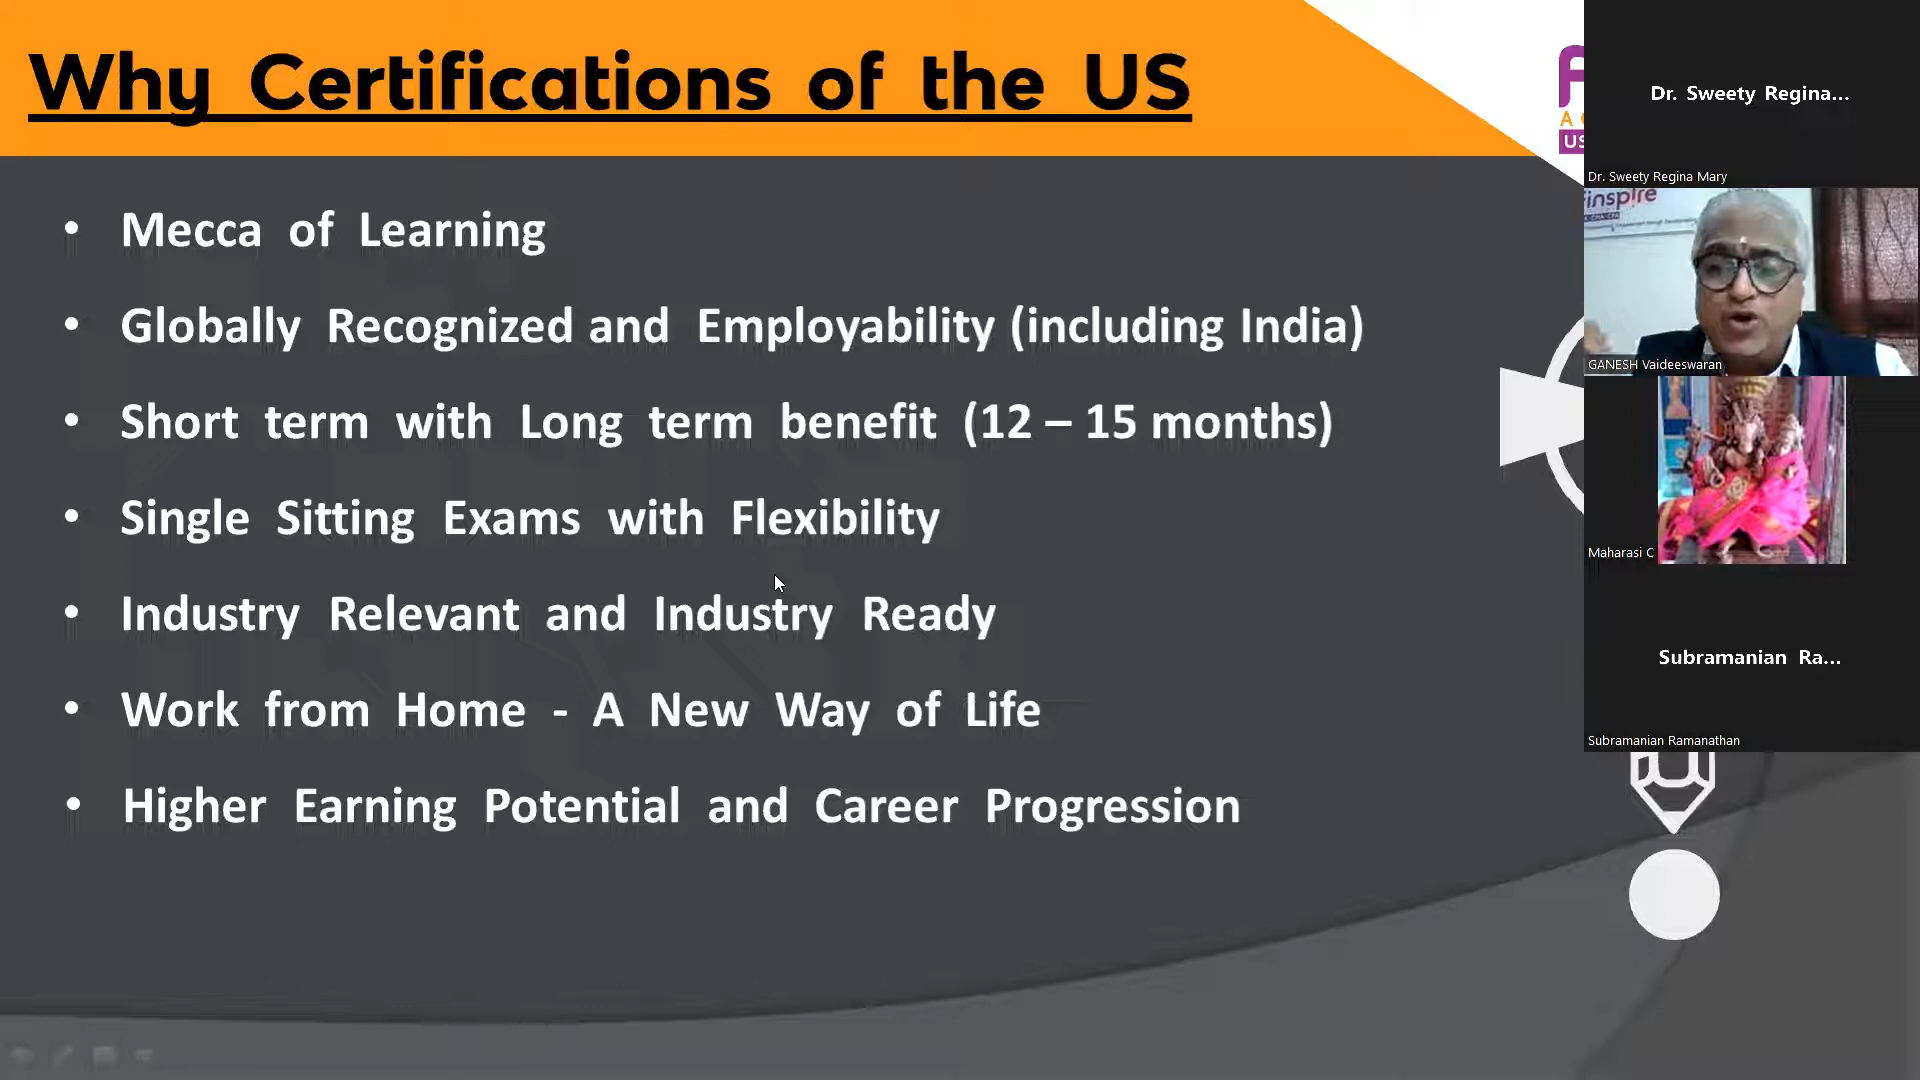 Why Certifications of the US
• Mecca of Learning
• Globally Recognized and Employability (including India)
• Short term with Long term benefit (12 – 15 months)
• Single Sitting Exams with Flexibility
• Industry Relevant and Industry Ready
• Work from Home - A New Way of Life
• Higher Earning Potential and Career Progression
A
US
Dr. Sweety Regina...
Dr. Sweety Regina Mary
finspire
GANESH Vaideeswaran
Maharasi C
Subramanian Ra...
Subramanian Ramanathan